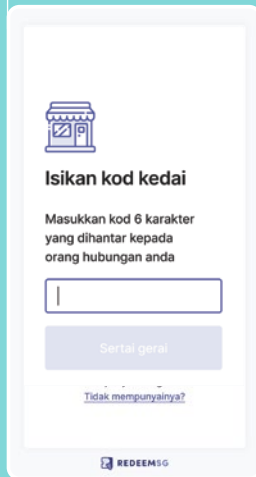 Isikan kod kedai
Masukkan kod 6 karakter
yang dihantar kepada
orang hubungan anda
Sertai gerai
Tidak mempunyainya?
REDEEMSG